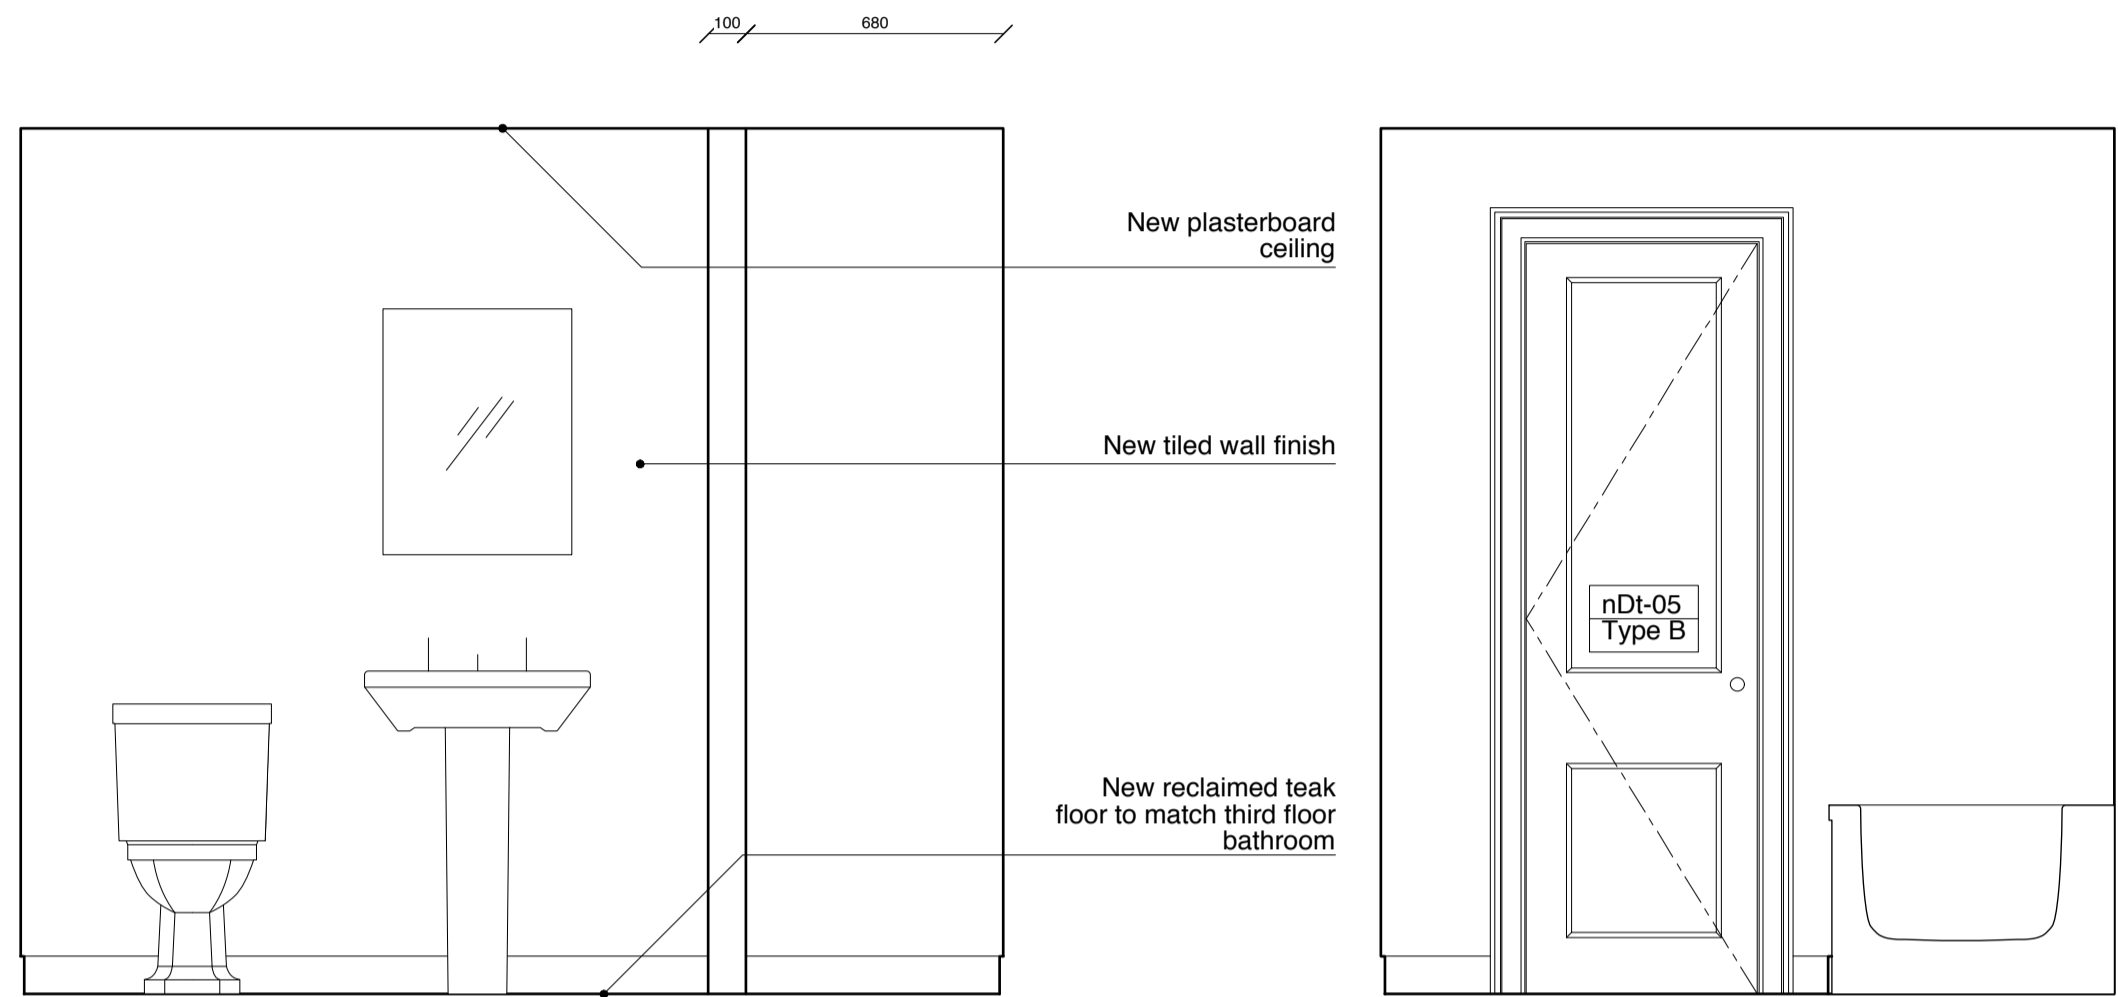 100 680
New plasterboard
ceiling
New tiled wall finish
nDt-05
Type B
New reclaimed teak
floor to match third floor
bathroom